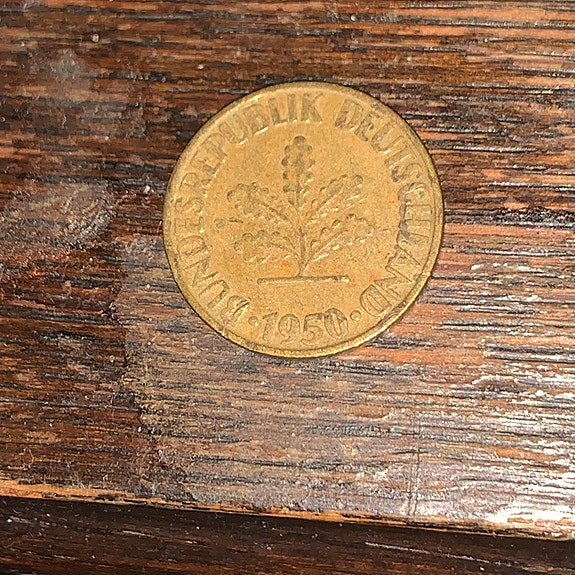 BUNDESREPUBLIK DEUTSCHLAND
· 1950 ·